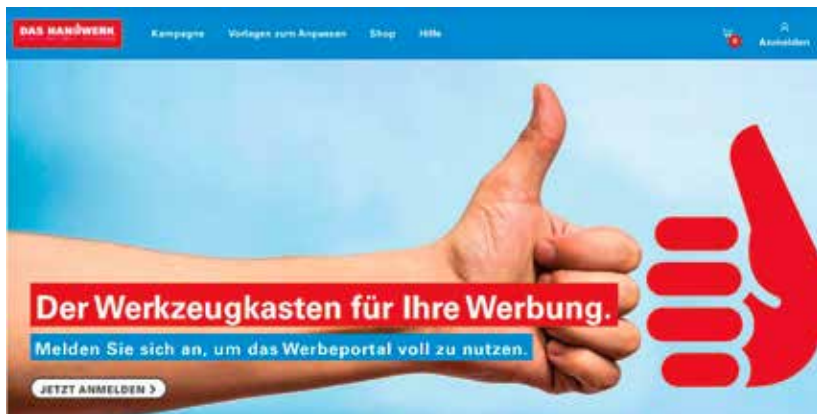 DAS HANDWERK
Kampagne Vorlagen zum Anpassen Shop Hilfe
Anmelden
Der Werkzeugkasten für Ihre Werbung.
Melden Sie sich an, um das Werbeportal voll zu nutzen.
JETZT ANMELDEN >